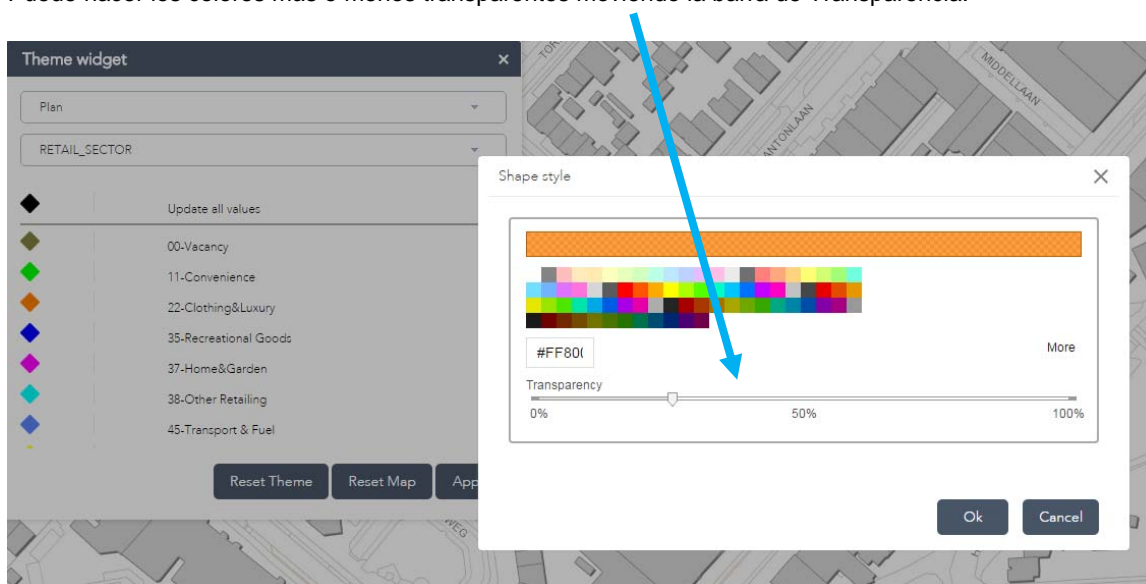 Puede hacer los colores más o menos transparentes moviendo la barra de Transparencia.
TOR
MIDDELLAAN
ANTONLAAN
Theme widget
Plan
RETAIL_SECTOR
Update all values
00-Vacancy
11-Convenience
22-Clothing&Luxury
35-Recreational Goods
37-Home&Garden
38-Other Retailing
45-Transport & Fuel
Reset Theme Reset Map App
WEG
Shape style
#FF80(
More
Transparency
0% 50% 100%
Ok Cancel